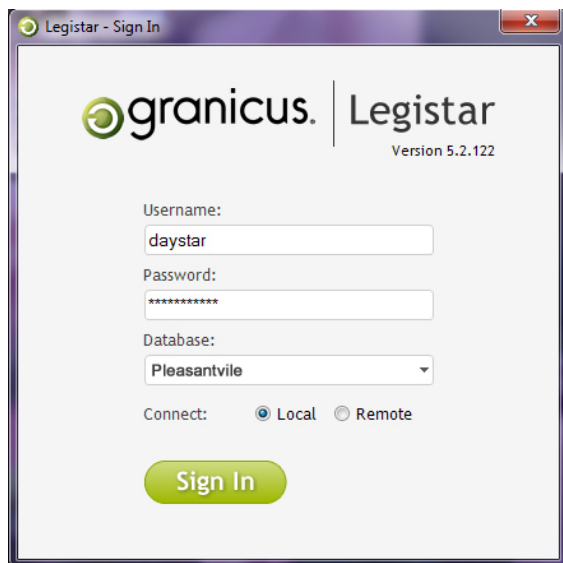 Legistar - Sign In
granicus. Legistar
Version 5.2.122
Username:
daystar
Password:
***********
Database:
Pleasantvile
Connect: Local Remote
Sign In